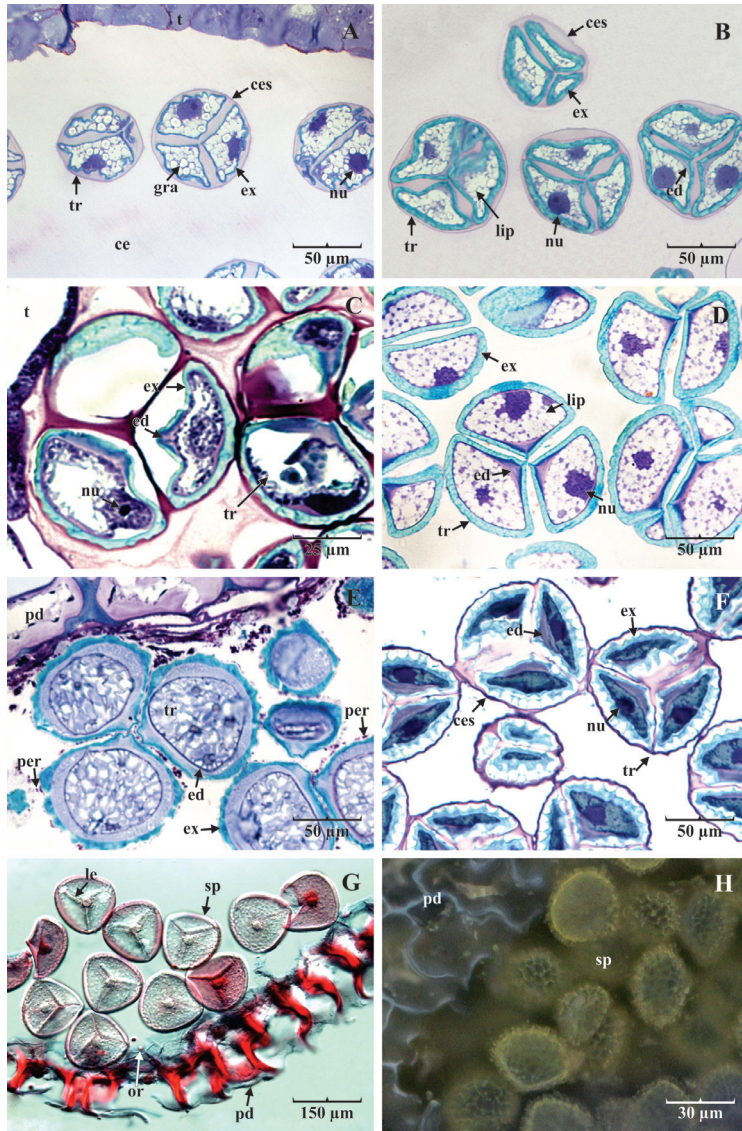 t
A
ces
tr
gra
ex
nu
ce
50 µm
B
ces
ex
ed
tr
lip
nu
50 µm
t
C
ex
ed
nu
tr
25 µm
D
ex
lip
ed
tr
nu
50 µm
pd
E
tr
per
per
ed
ex
50 µm
F
ex
ed
ces
nu
tr
50 µm
le
sp
G
or
pd
150 µm
H
pd
sp
30 µm